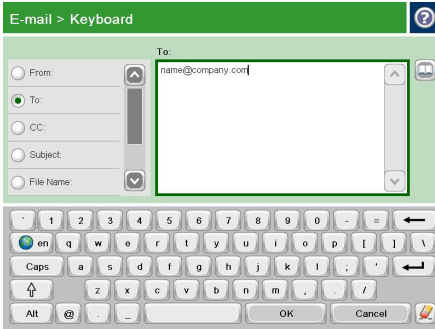 E-mail > Keyboard
?
To:
From:
name@company.com
To:
CC:
Subject:
File Name:
` 1 2 3 4 5 6 7 8 9 0 - =
en q w e r t y u i o p [ ] \
Caps a s d f g h j k l ; '
z x c v b n m , . /
Alt @ . _ OK Cancel